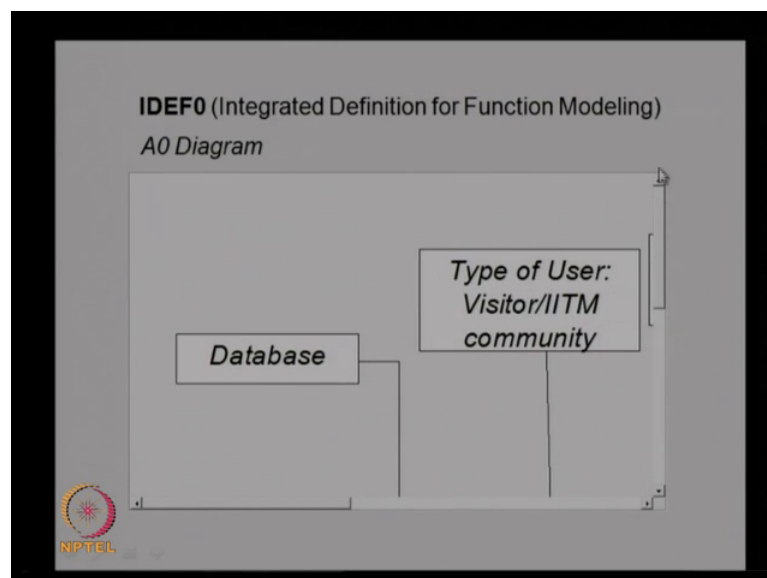 IDEF0 (Integrated Definition for Function Modeling)
A0 Diagram
Type of User:
Visitor/IITM
community
Database
NPTEL